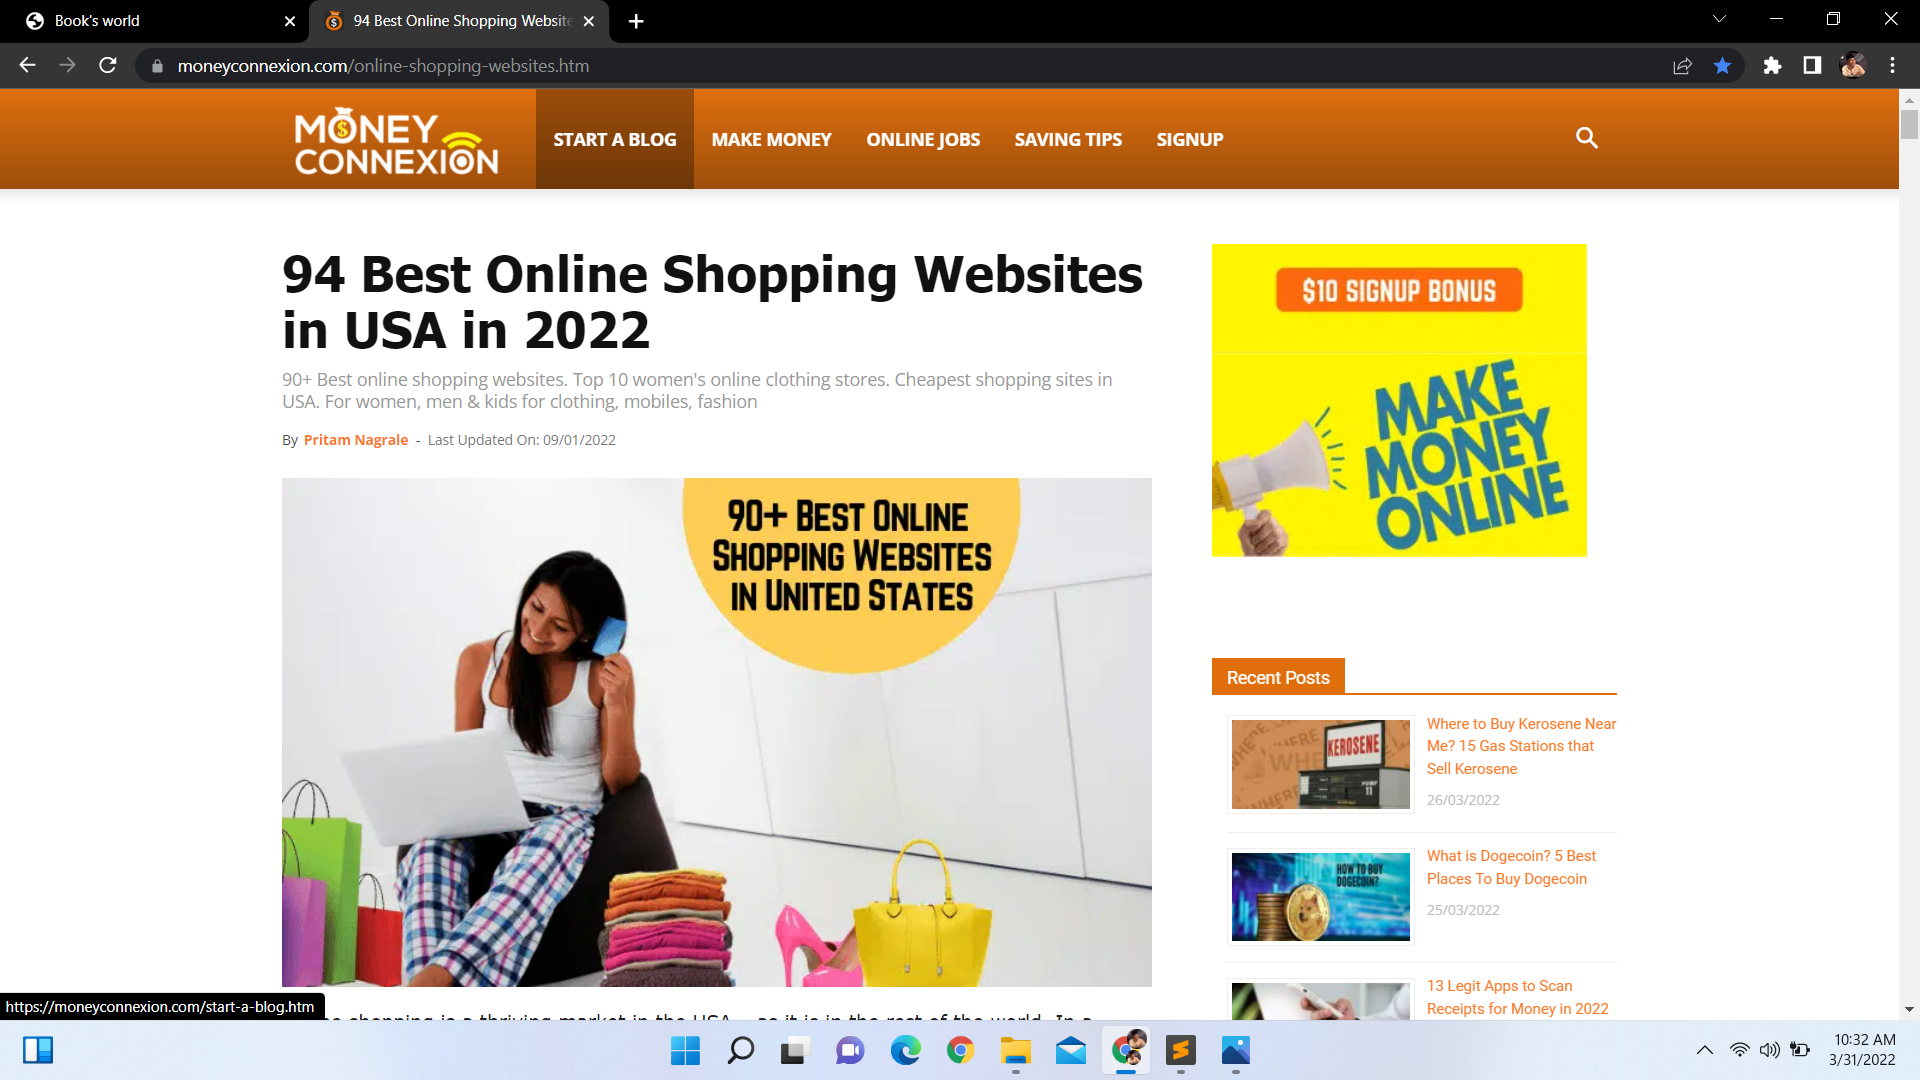 Book's world
94 Best Online Shopping Website
moneyconnexion.com/online-shopping-websites.htm
MONEY
CONNEXION
START A BLOG
MAKE MONEY
ONLINE JOBS
SAVING TIPS
SIGNUP
94 Best Online Shopping Websites
in USA in 2022
90+ Best online shopping websites. Top 10 women's online clothing stores. Cheapest shopping sites in
USA. For women, men & kids for clothing, mobiles, fashion
By Pritam Nagrale - Last Updated On: 09/01/2022
90+ BEST ONLINE
SHOPPING WEBSITES
IN UNITED STATES
$10 SIGNUP BONUS
MAKE
MONEY
ONLINE
Recent Posts
KEROSENE
WHERE
PUMP
11
Where to Buy Kerosene Near
Me? 15 Gas Stations that
Sell Kerosene
26/03/2022
HOW TO BUY
DOGECOIN?
What is Dogecoin? 5 Best
Places To Buy Dogecoin
25/03/2022
13 Legit Apps to Scan
Receipts for Money in 2022
https://moneyconnexion.com/start-a-blog.htm
shopping is a thriving market in the USA as it is in the rest of the world. In a
10:32 AM
3/31/2022